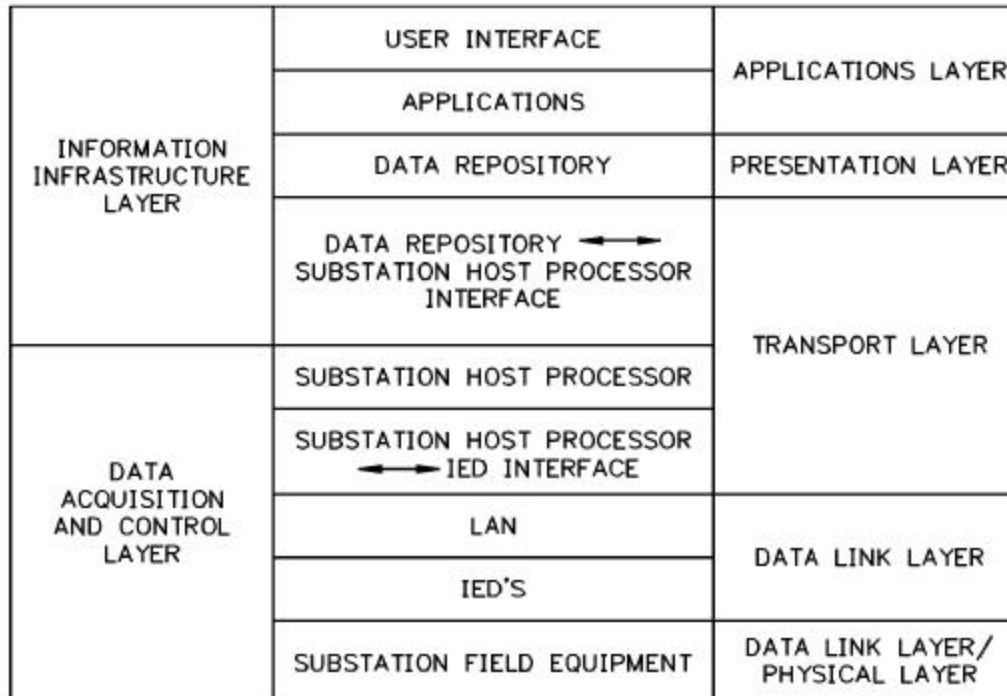 USER INTERFACE
APPLICATIONS LAYER
APPLICATIONS
INFORMATION
INFRASTRUCTURE
LAYER
DATA REPOSITORY
PRESENTATION LAYER
DATA REPOSITORY ↔
SUBSTATION HOST PROCESSOR
INTERFACE
TRANSPORT LAYER
SUBSTATION HOST PROCESSOR
DATA
ACQUISITION
AND CONTROL
LAYER
SUBSTATION HOST PROCESSOR
↔ IED INTERFACE
LAN
DATA LINK LAYER
IED'S
SUBSTATION FIELD EQUIPMENT
DATA LINK LAYER/
PHYSICAL LAYER